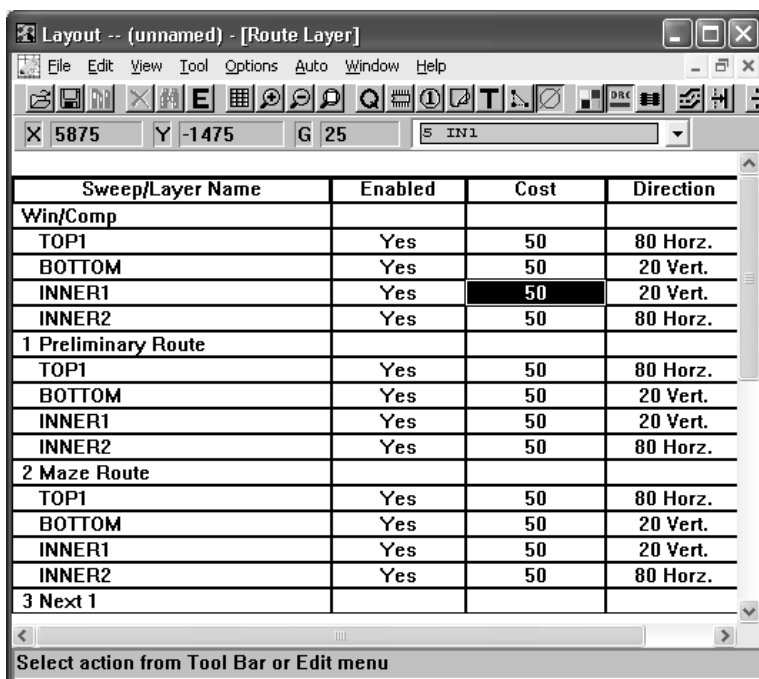 Layout -- (unnamed) - [Route Layer]
File Edit View Tool Options Auto Window Help
E Q 1 T DRC
X 5875 Y -1475 G 25 5 IN1
Sweep/Layer Name Enabled Cost Direction
Win/Comp
TOP1 Yes 50 80 Horz.
BOTTOM Yes 50 20 Vert.
INNER1 Yes 50 20 Vert.
INNER2 Yes 50 80 Horz.
1 Preliminary Route
TOP1 Yes 50 80 Horz.
BOTTOM Yes 50 20 Vert.
INNER1 Yes 50 20 Vert.
INNER2 Yes 50 80 Horz.
2 Maze Route
TOP1 Yes 50 80 Horz.
BOTTOM Yes 50 20 Vert.
INNER1 Yes 50 20 Vert.
INNER2 Yes 50 80 Horz.
3 Next 1
Select action from Tool Bar or Edit menu